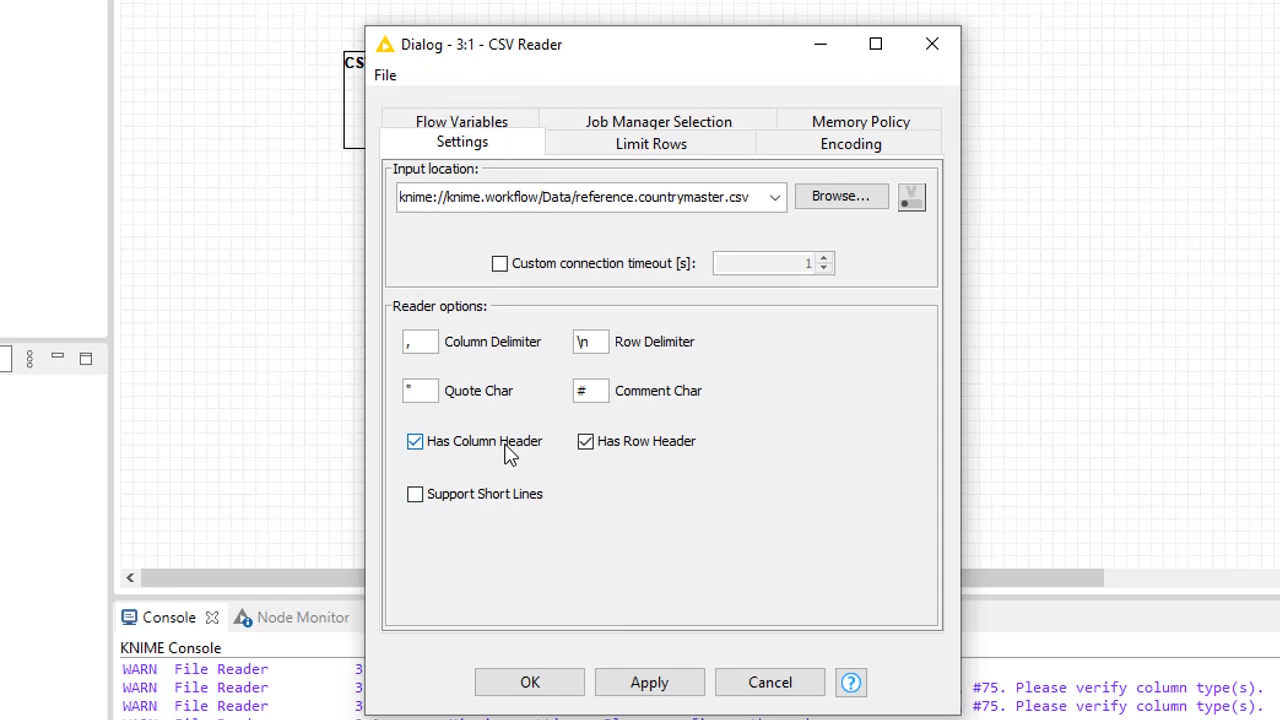 CS
Dialog - 3:1 - CSV Reader
File
Flow Variables Job Manager Selection Memory Policy
Settings Limit Rows Encoding
Input location:
knime://knime.workflow/Data/reference.countrymaster.csv Browse... V
Custom connection timeout [s]: 1
Reader options:
, Column Delimiter \n Row Delimiter
" Quote Char # Comment Char
Has Column Header Has Row Header
Support Short Lines
Console Node Monitor
KNIME Console
WARN File Reader 3
WARN File Reader 3 #75. Please verify column type(s).
WARN File Reader 3 #75. Please verify column type(s).
OK Apply Cancel ?